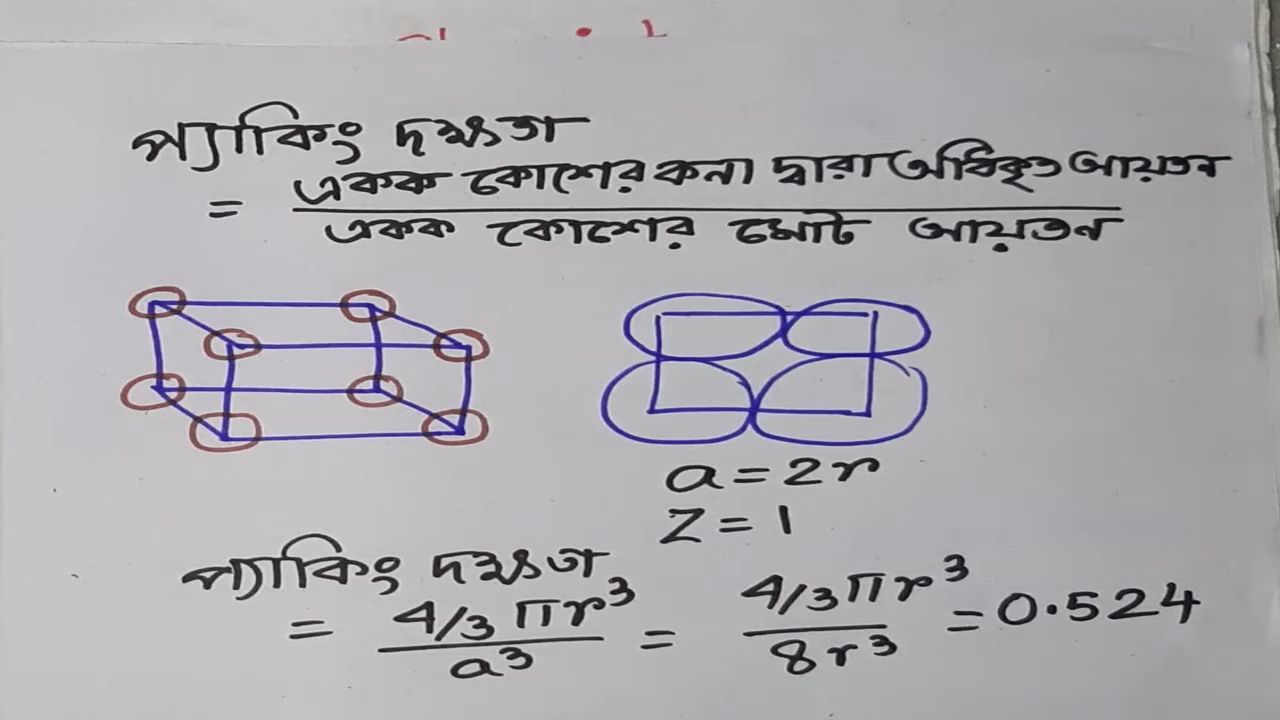 প্যাকিং দক্ষতা
= একক কোশের কনা দ্বারা অধিকৃত আয়তন
একক কোশের মোট আয়তন
a = 2r
Z = 1
প্যাকিং দক্ষতা
= 4/3 πr³ / a³ = 4/3 πr³ / 8r³ = 0.524